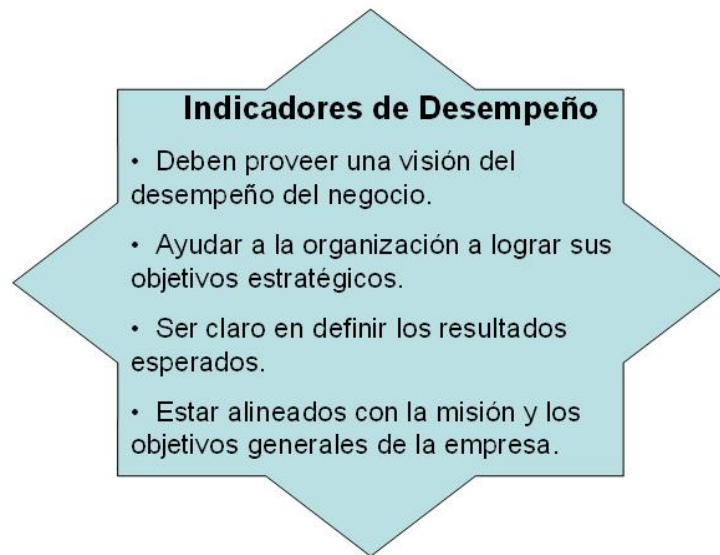 Indicadores de Desempeño
• Deben proveer una visión del
desempeño del negocio.
• Ayudar a la organización a lograr sus
objetivos estratégicos.
• Ser claro en definir los resultados
esperados.
• Estar alineados con la misión y los
objetivos generales de la empresa.